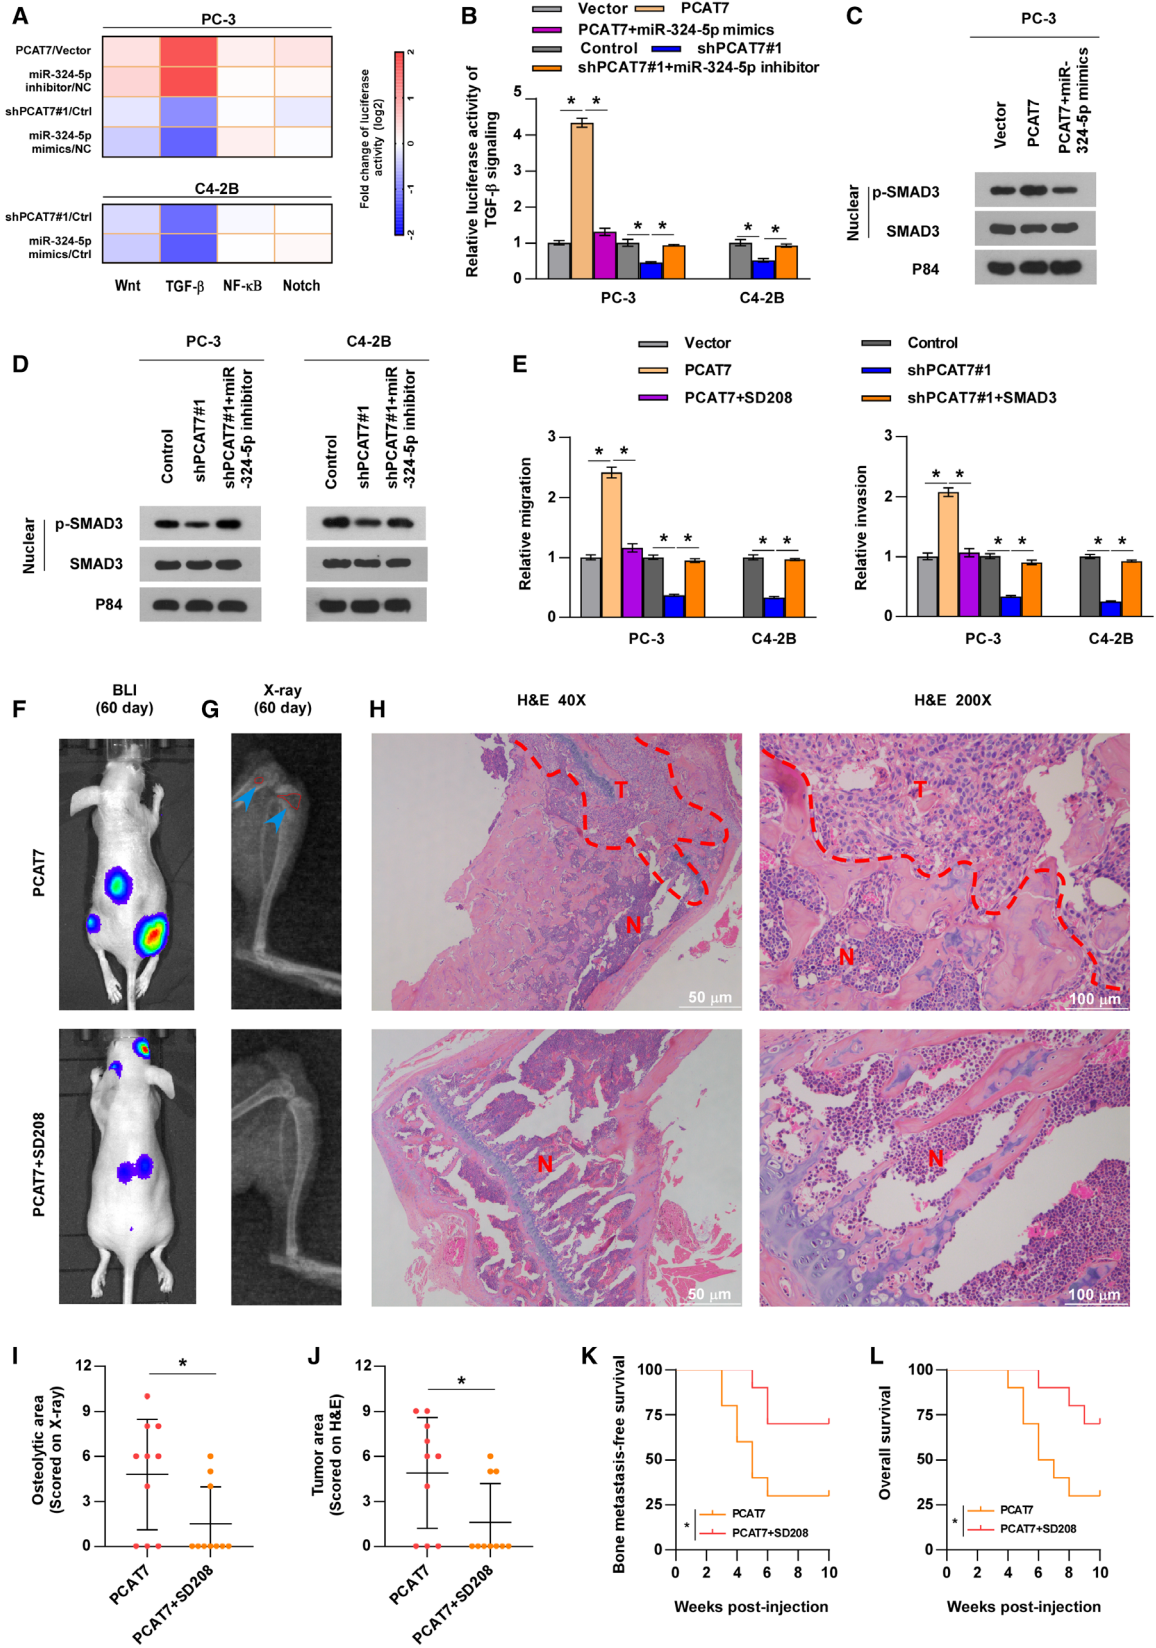 A
PC-3
PCAT7/Vector
miR-324-5p
inhibitor/NC
shPCAT7#1/Ctrl
miR-324-5p
mimics/NC
C4-2B
shPCAT7#1/Ctrl
miR-324-5p
mimics/Ctrl
Wnt TGF-β NF-κB Notch
Fold change of luciferase
activity (log2)
2
1
0
-1
-2
B
Vector PCAT7
PCAT7+miR-324-5p mimics
Control shPCAT7#1
shPCAT7#1+miR-324-5p inhibitor
Relative luciferase activity of
TGF-β signaling
5
4
3
2
1
0
* * * * * *
PC-3 C4-2B
C
PC-3
Vector
PCAT7
PCAT7+miR-
324-5p mimics
Nuclear
p-SMAD3
SMAD3
P84
D
PC-3 C4-2B
Control
shPCAT7#1
shPCAT7#1+miR
-324-5p inhibitor
Control
shPCAT7#1
shPCAT7#1+miR
-324-5p inhibitor
Nuclear
p-SMAD3
SMAD3
P84
E
Vector
PCAT7
PCAT7+SD208
Control
shPCAT7#1
shPCAT7#1+SMAD3
Relative migration
3
2
1
0
* * * * * *
PC-3 C4-2B
Relative invasion
3
2
1
0
* * * * * *
PC-3 C4-2B
F
BLI
(60 day)
G
X-ray
(60 day)
H
H&E 40X
H&E 200X
PCAT7
T
N
50 μm
T
N
100 μm
PCAT7+SD208
N
50 μm
N
100 μm
I
Osteolytic area
(Scored on X-ray)
12
9
6
3
0
*
PCAT7
PCAT7+SD208
J
Tumor area
(Scored on H&E)
12
9
6
3
0
*
PCAT7
PCAT7+SD208
K
Bone metastasis-free survival
100
75
50
25
0
* PCAT7
PCAT7+SD208
0 2 4 6 8 10
Weeks post-injection
L
Overall survival
100
75
50
25
0
* PCAT7
PCAT7+SD208
0 2 4 6 8 10
Weeks post-injection